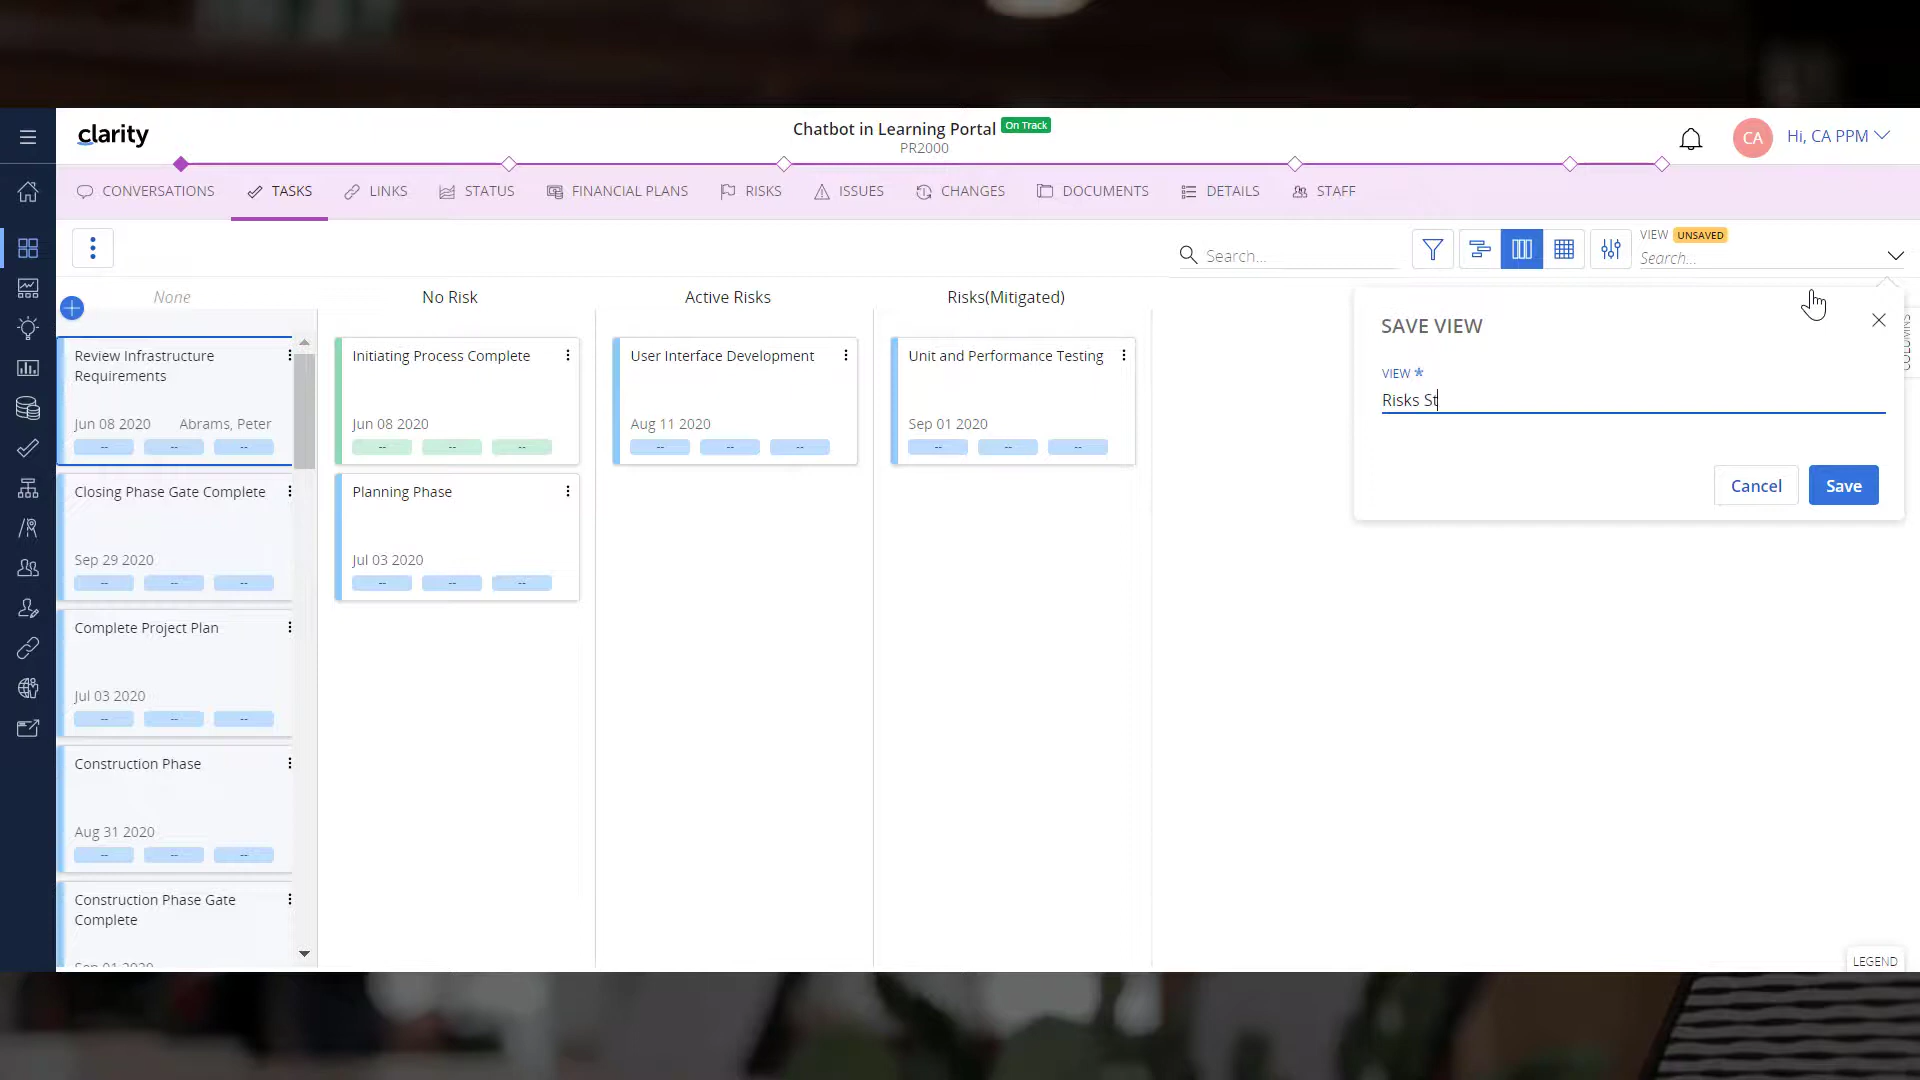 clarity
Chatbot in Learning Portal On Track
PR2000
CA Hi, CA PPM
CONVERSATIONS TASKS LINKS STATUS FINANCIAL PLANS RISKS ISSUES CHANGES DOCUMENTS DETAILS STAFF
Search...
VIEW UNSAVED
Search...
None No Risk Active Risks Risks(Mitigated)
Review Infrastructure
Requirements
Jun 08 2020 Abrams, Peter
-- -- --
Closing Phase Gate Complete
Sep 29 2020
-- -- --
Complete Project Plan
Jul 03 2020
-- -- --
Construction Phase
Aug 31 2020
-- -- --
Construction Phase Gate
Complete
Sep 01 2020
Initiating Process Complete
Jun 08 2020
-- -- --
Planning Phase
Jul 03 2020
-- -- --
User Interface Development
Aug 11 2020
-- -- --
Unit and Performance Testing
Sep 01 2020
-- -- --
SAVE VIEW
VIEW *
Risks St
Cancel Save
LEGEND